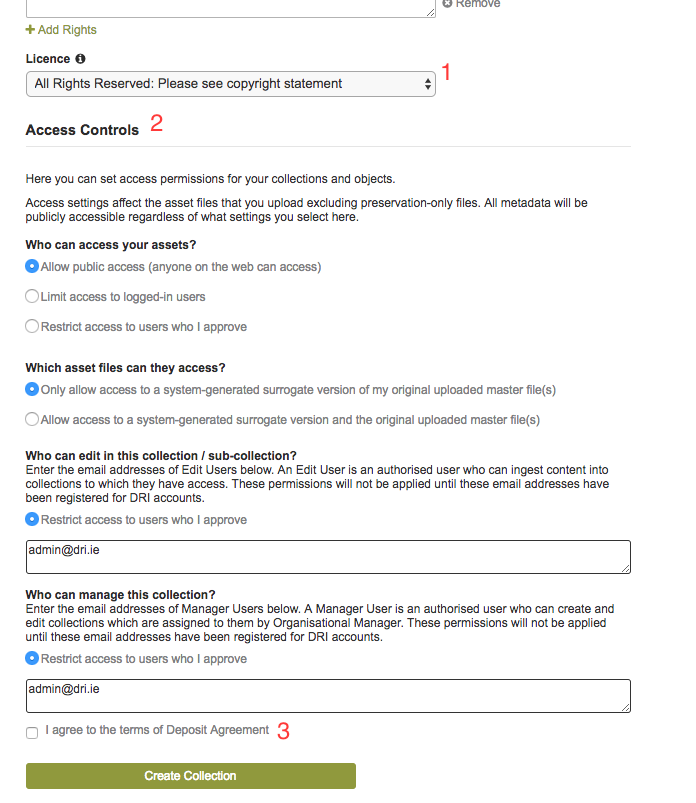 Remove
Add Rights
Licence
All Rights Reserved: Please see copyright statement
1
Access Controls 2
Here you can set access permissions for your collections and objects.
Access settings affect the asset files that you upload excluding preservation-only files. All metadata will be
publicly accessible regardless of what settings you select here.
Who can access your assets?
Allow public access (anyone on the web can access)
Limit access to logged-in users
Restrict access to users who I approve
Which asset files can they access?
Only allow access to a system-generated surrogate version of my original uploaded master file(s)
Allow access to a system-generated surrogate version and the original uploaded master file(s)
Who can edit in this collection / sub-collection?
Enter the email addresses of Edit Users below. An Edit User is an authorised user who can ingest content into
collections to which they have access. These permissions will not be applied until these email addresses have
been registered for DRI accounts.
Restrict access to users who I approve
admin@dri.ie
Who can manage this collection?
Enter the email addresses of Manager Users below. A Manager User is an authorised user who can create and
edit collections which are assigned to them by Organisational Manager. These permissions will not be applied
until these email addresses have been registered for DRI accounts.
Restrict access to users who I approve
admin@dri.ie
I agree to the terms of Deposit Agreement 3
Create Collection